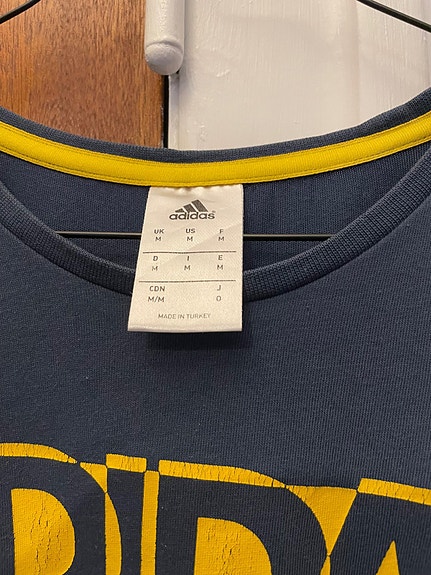 adidas
UK US F
M M M
D I E
M M M
CDN J
M/M O
MADE IN TURKEY